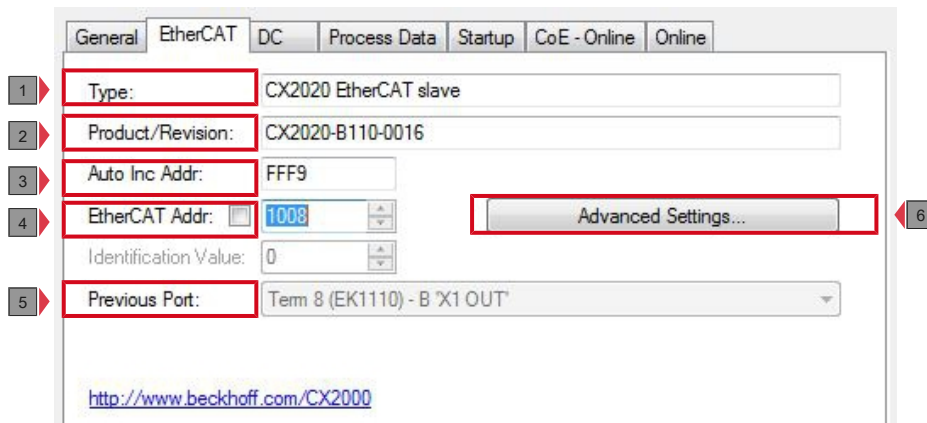 General EtherCAT DC Process Data Startup CoE - Online Online
1 Type: CX2020 EtherCAT slave
2 Product/Revision: CX2020-B110-0016
3 Auto Inc Addr: FFF9
4 EtherCAT Addr: 1008 Advanced Settings... 6
Identification Value: 0
5 Previous Port: Term 8 (EK1110) - B 'X1 OUT'
http://www.beckhoff.com/CX2000